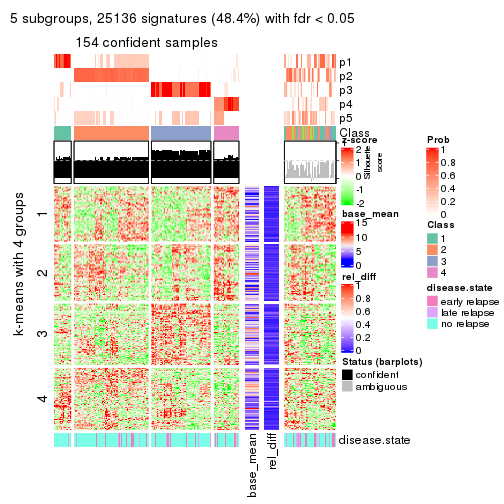 5 subgroups, 25136 signatures (48.4%) with fdr < 0.05
154 confident samples
p1
p2
p3
p4
p5
Class
z-score
2
1
0
-1
-2
Silhouette
score
base_mean
15
10
5
0
rel_diff
1
0.8
0.6
0.4
0.2
0
Status (barplots)
confident
ambiguous
Prob
1
0.8
0.6
0.4
0.2
0
Class
1
2
3
4
disease.state
early relapse
late relapse
no relapse
k-means with 4 groups
1
2
3
4
disease.state
base_mean
rel_diff